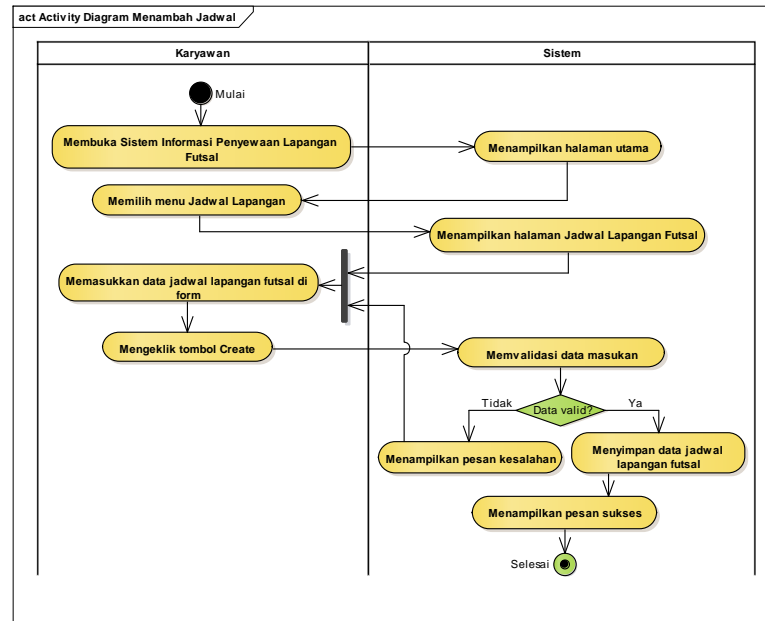 act Activity Diagram Menambah Jadwal
Karyawan
Sistem
Mulai
Membuka Sistem Informasi Penyewaan Lapangan
Futsal
Menampilkan halaman utama
Memilih menu Jadwal Lapangan
Menampilkan halaman Jadwal Lapangan Futsal
Memasukkan data jadwal lapangan futsal di
form
Mengeklik tombol Create
Memvalidasi data masukan
Tidak
Data valid?
Ya
Menampilkan pesan kesalahan
Menyimpan data jadwal
lapangan futsal
Menampilkan pesan sukses
Selesai